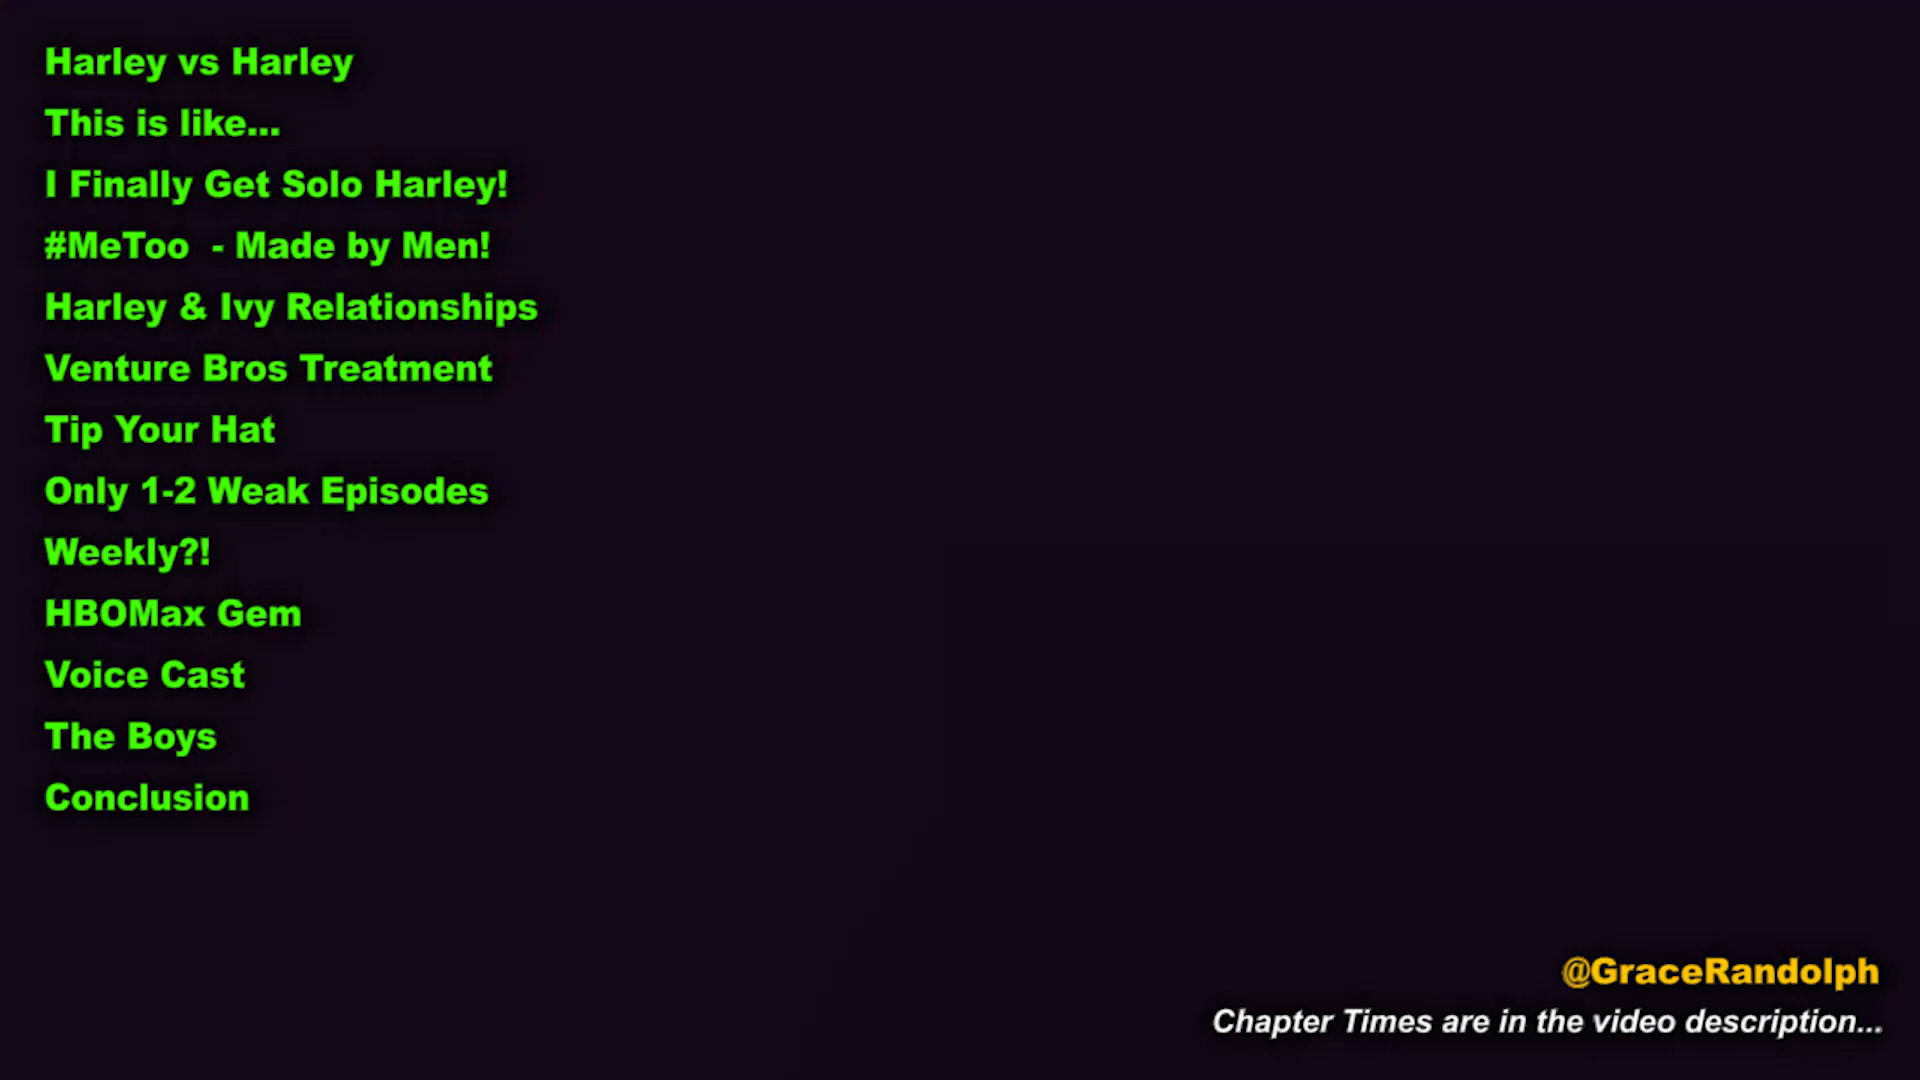 Harley vs Harley
This is like...
I Finally Get Solo Harley!
#MeToo  - Made by Men!
Harley & Ivy Relationships
Venture Bros Treatment
Tip Your Hat
Only 1-2 Weak Episodes
Weekly?!
HBOMax Gem
Voice Cast
The Boys
Conclusion
@GraceRandolph
Chapter Times are in the video description...